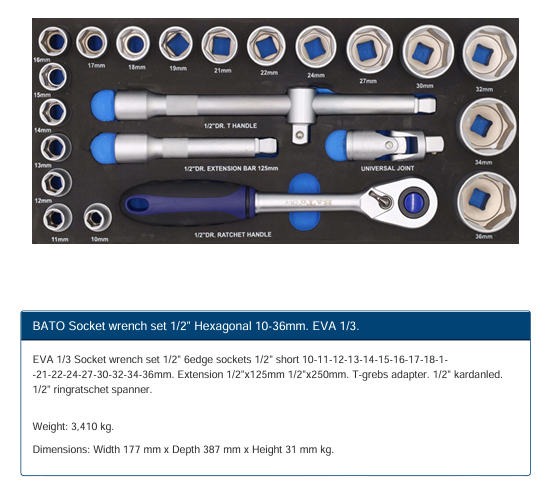 16mm
17mm
18mm
19mm
21mm
22mm
24mm
27mm
30mm
32mm
15mm
14mm
1/2"DR. T HANDLE
13mm
1/2"DR. EXTENSION BAR 125mm
UNIVERSAL JOINT
34mm
12mm
11mm
10mm
1/2"DR. RATCHET HANDLE
36mm
BATO Socket wrench set 1/2" Hexagonal 10-36mm. EVA 1/3.
EVA 1/3 Socket wrench set 1/2" 6edge sockets 1/2" short 10-11-12-13-14-15-16-17-18-1-
-21-22-24-27-30-32-34-36mm. Extension 1/2"x125mm 1/2"x250mm. T-grebs adapter. 1/2" kardanled.
1/2" ringratschet spanner.
Weight: 3,410 kg.
Dimensions: Width 177 mm x Depth 387 mm x Height 31 mm kg.